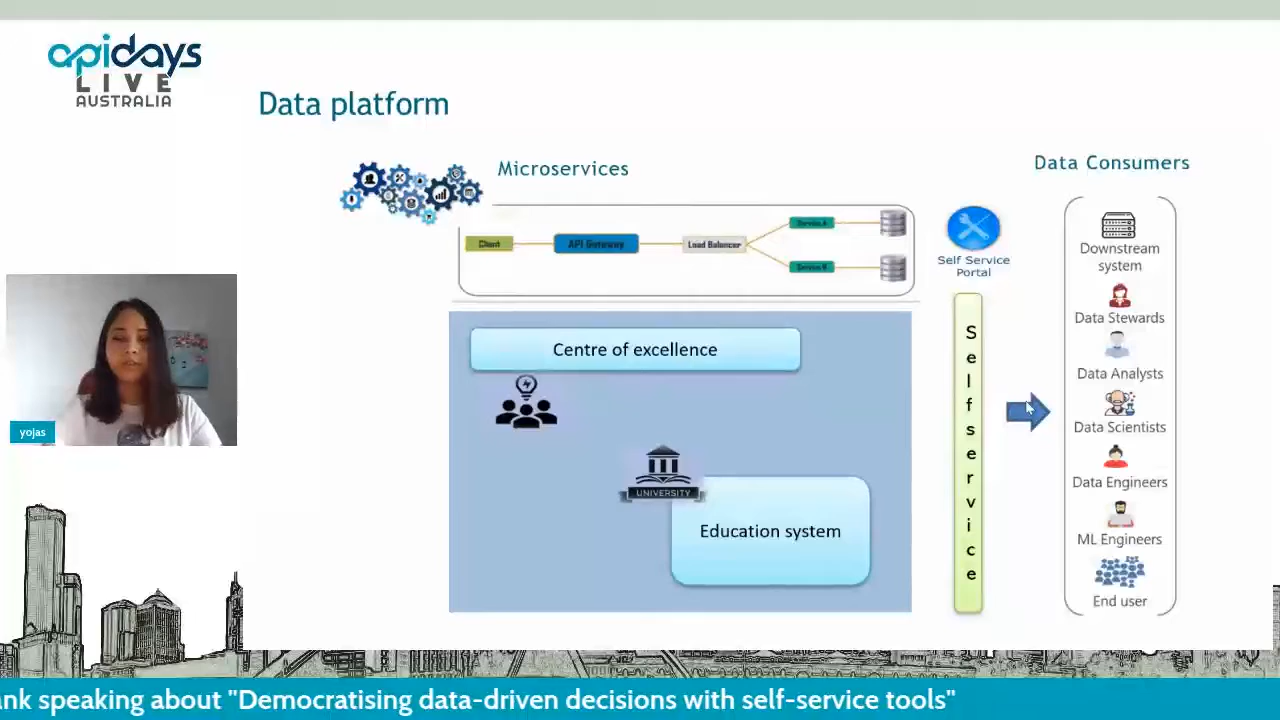 apidays
LIVE
AUSTRALIA
Data platform
Microservices
Data Consumers
Client
API Gateway
Load Balancer
Service A
Service B
Self Service
Portal
Centre of excellence
UNIVERSITY
Education system
Selfservice
Downstream
system
Data Stewards
Data Analysts
Data Scientists
Data Engineers
ML Engineers
End user
yojas
speaking about "Democratising data-driven decisions with self-service tools"